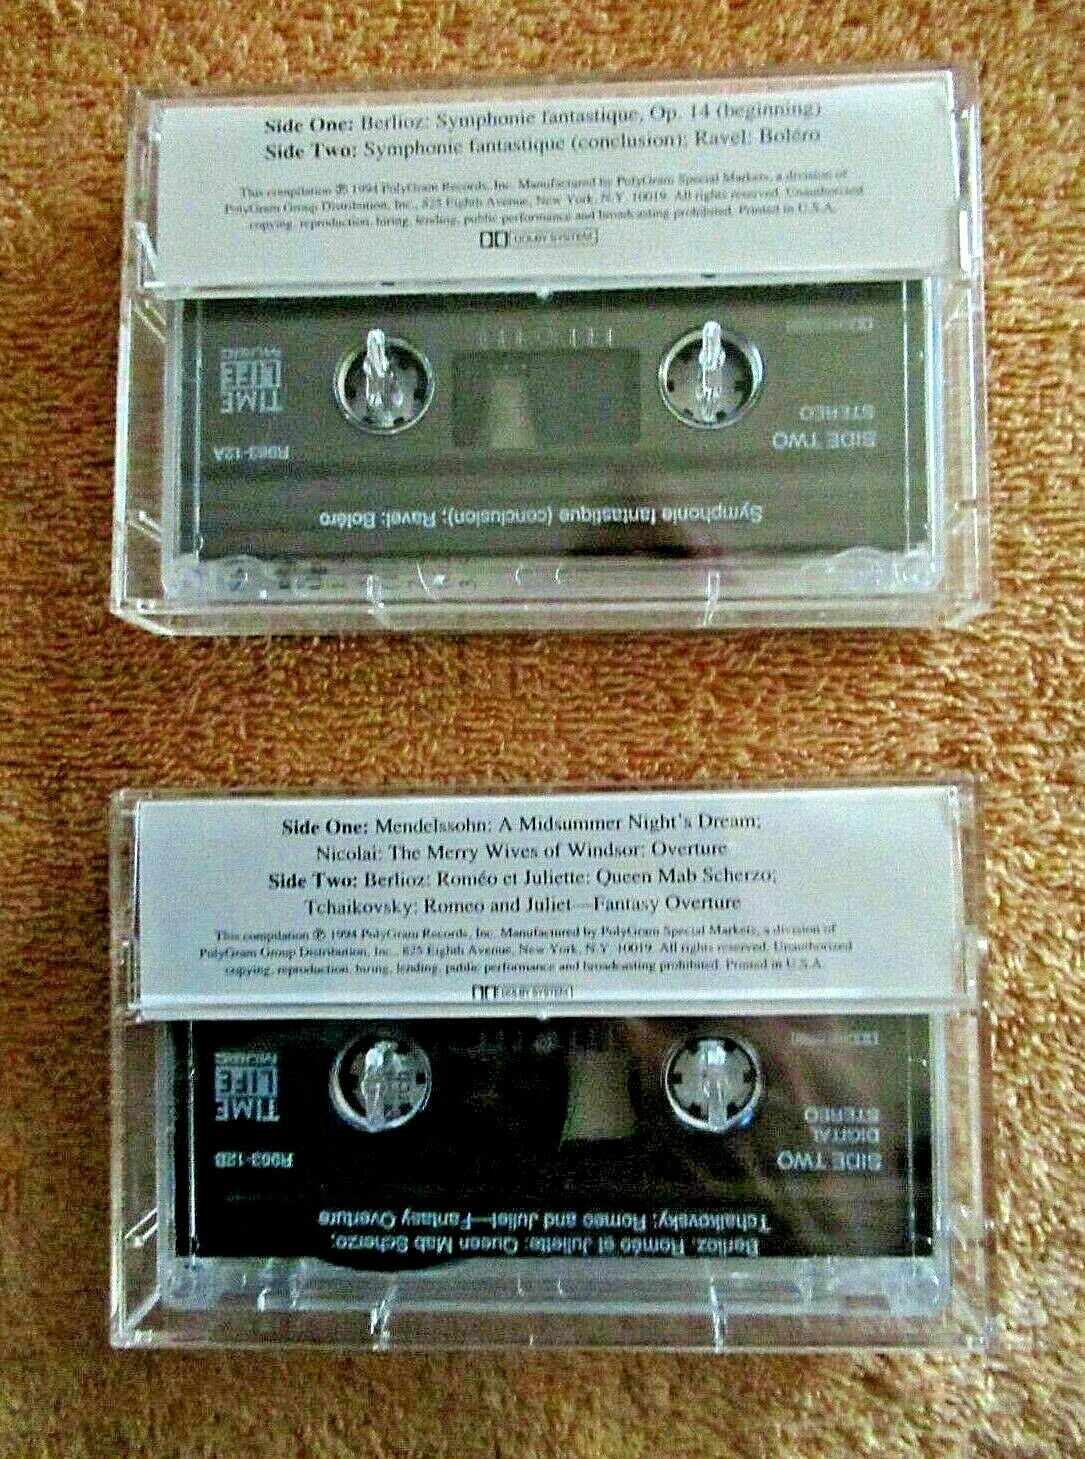 Side One: Berlioz: Symphonie fantastique, Op. 14 (beginning)
Side Two: Symphonie fantastique (conclusion); Ravel: Boléro
This compilation ℗ 1994 PolyGram Records, Inc. Manufactured by PolyGram Special Markets, a division of
PolyGram Group Distribution, Inc., 825 Eighth Avenue, New York, N.Y. 10019. All rights reserved. Unauthorized
copying, reproduction, hiring, lending, public performance and broadcasting prohibited. Printed in U.S.A.
DOLBY SYSTEM
TIME
LIFE
MUSIC
R963-12A
SIDE TWO
STEREO
Symphonie fantastique (conclusion); Ravel: Boléro
Side One: Mendelssohn: A Midsummer Night's Dream;
Nicolai: The Merry Wives of Windsor: Overture
Side Two: Berlioz: Roméo et Juliette: Queen Mab Scherzo;
Tchaikovsky: Romeo and Juliet—Fantasy Overture
This compilation ℗ 1994 PolyGram Records, Inc. Manufactured by PolyGram Special Markets, a division of
PolyGram Group Distribution, Inc., 825 Eighth Avenue, New York, N.Y. 10019. All rights reserved. Unauthorized
copying, reproduction, hiring, lending, public performance and broadcasting prohibited. Printed in U.S.A.
DOLBY SYSTEM
TIME
LIFE
MUSIC
R963-12B
SIDE TWO
DIGITAL
STEREO
Berlioz: Roméo et Juliette: Queen Mab Scherzo;
Tchaikovsky: Romeo and Juliet—Fantasy Overture